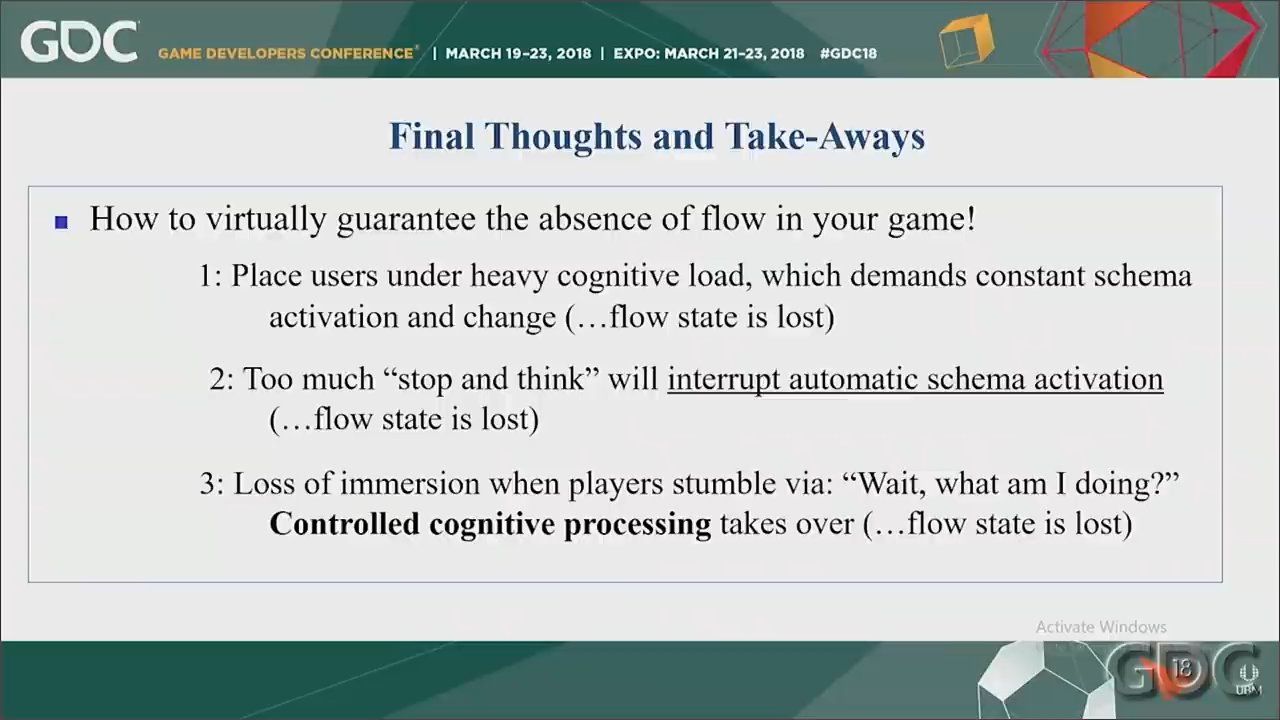 GDC GAME DEVELOPERS CONFERENCE® | MARCH 19–23, 2018 | EXPO: MARCH 21–23, 2018 #GDC18
Final Thoughts and Take-Aways
How to virtually guarantee the absence of flow in your game!
1: Place users under heavy cognitive load, which demands constant schema
activation and change (…flow state is lost)
2: Too much “stop and think” will interrupt automatic schema activation
(…flow state is lost)
3: Loss of immersion when players stumble via: “Wait, what am I doing?”
Controlled cognitive processing takes over (…flow state is lost)
Activate Windows
GDC
18
UBM